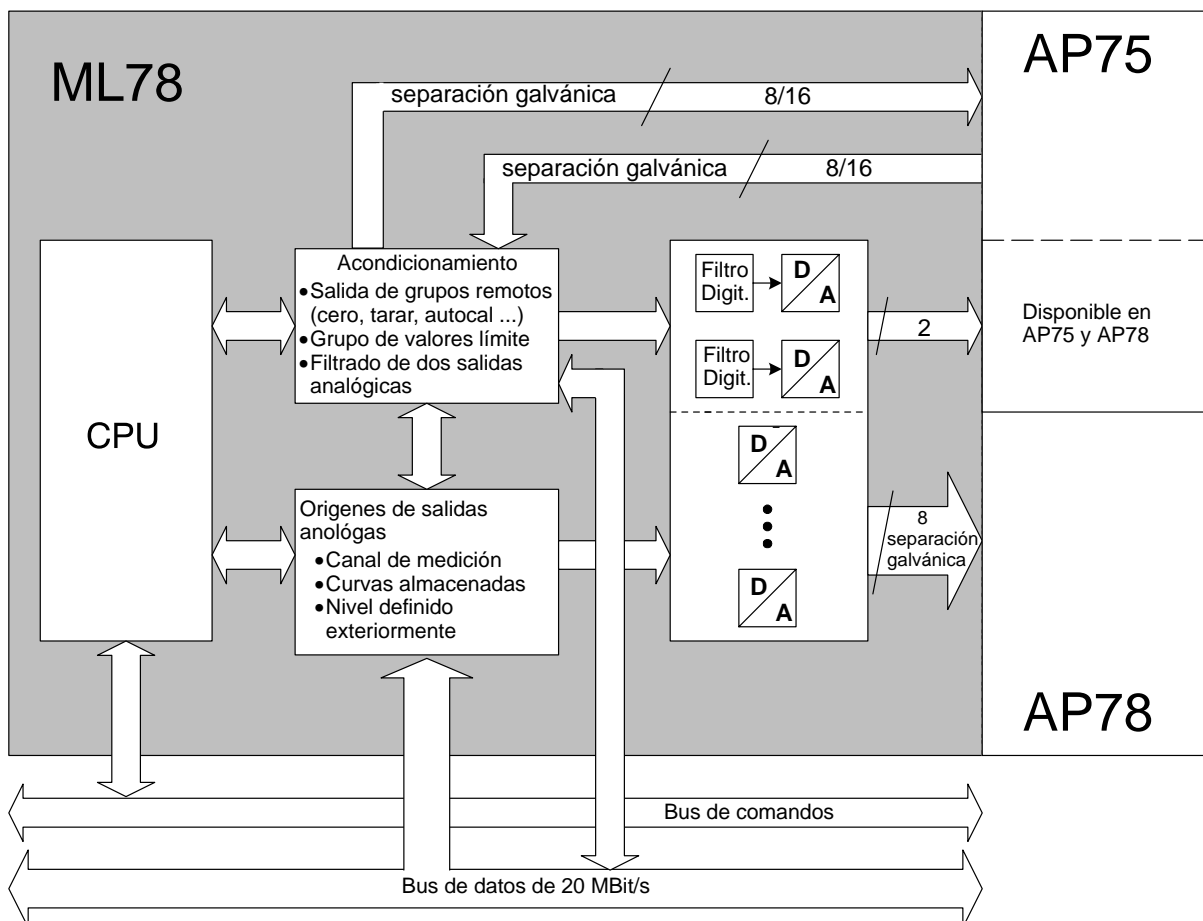 ML78
AP75
separación galvánica 8/16
separación galvánica 8/16
CPU
Acondicionamiento
•Salida de grupos remotos
(cero, tarar, autocal ...)
•Grupo de valores límite
•Filtrado de dos salidas
analógicas
Filtro
Digit.
D
A
Filtro
Digit.
D
A
2
Disponible en
AP75 y AP78
Origenes de salidas
anológas
•Canal de medición
•Curvas almacenadas
•Nivel definido
exteriormente
D
A
D
A
8
separación
galvánica
AP78
Bus de comandos
Bus de datos de 20 MBit/s